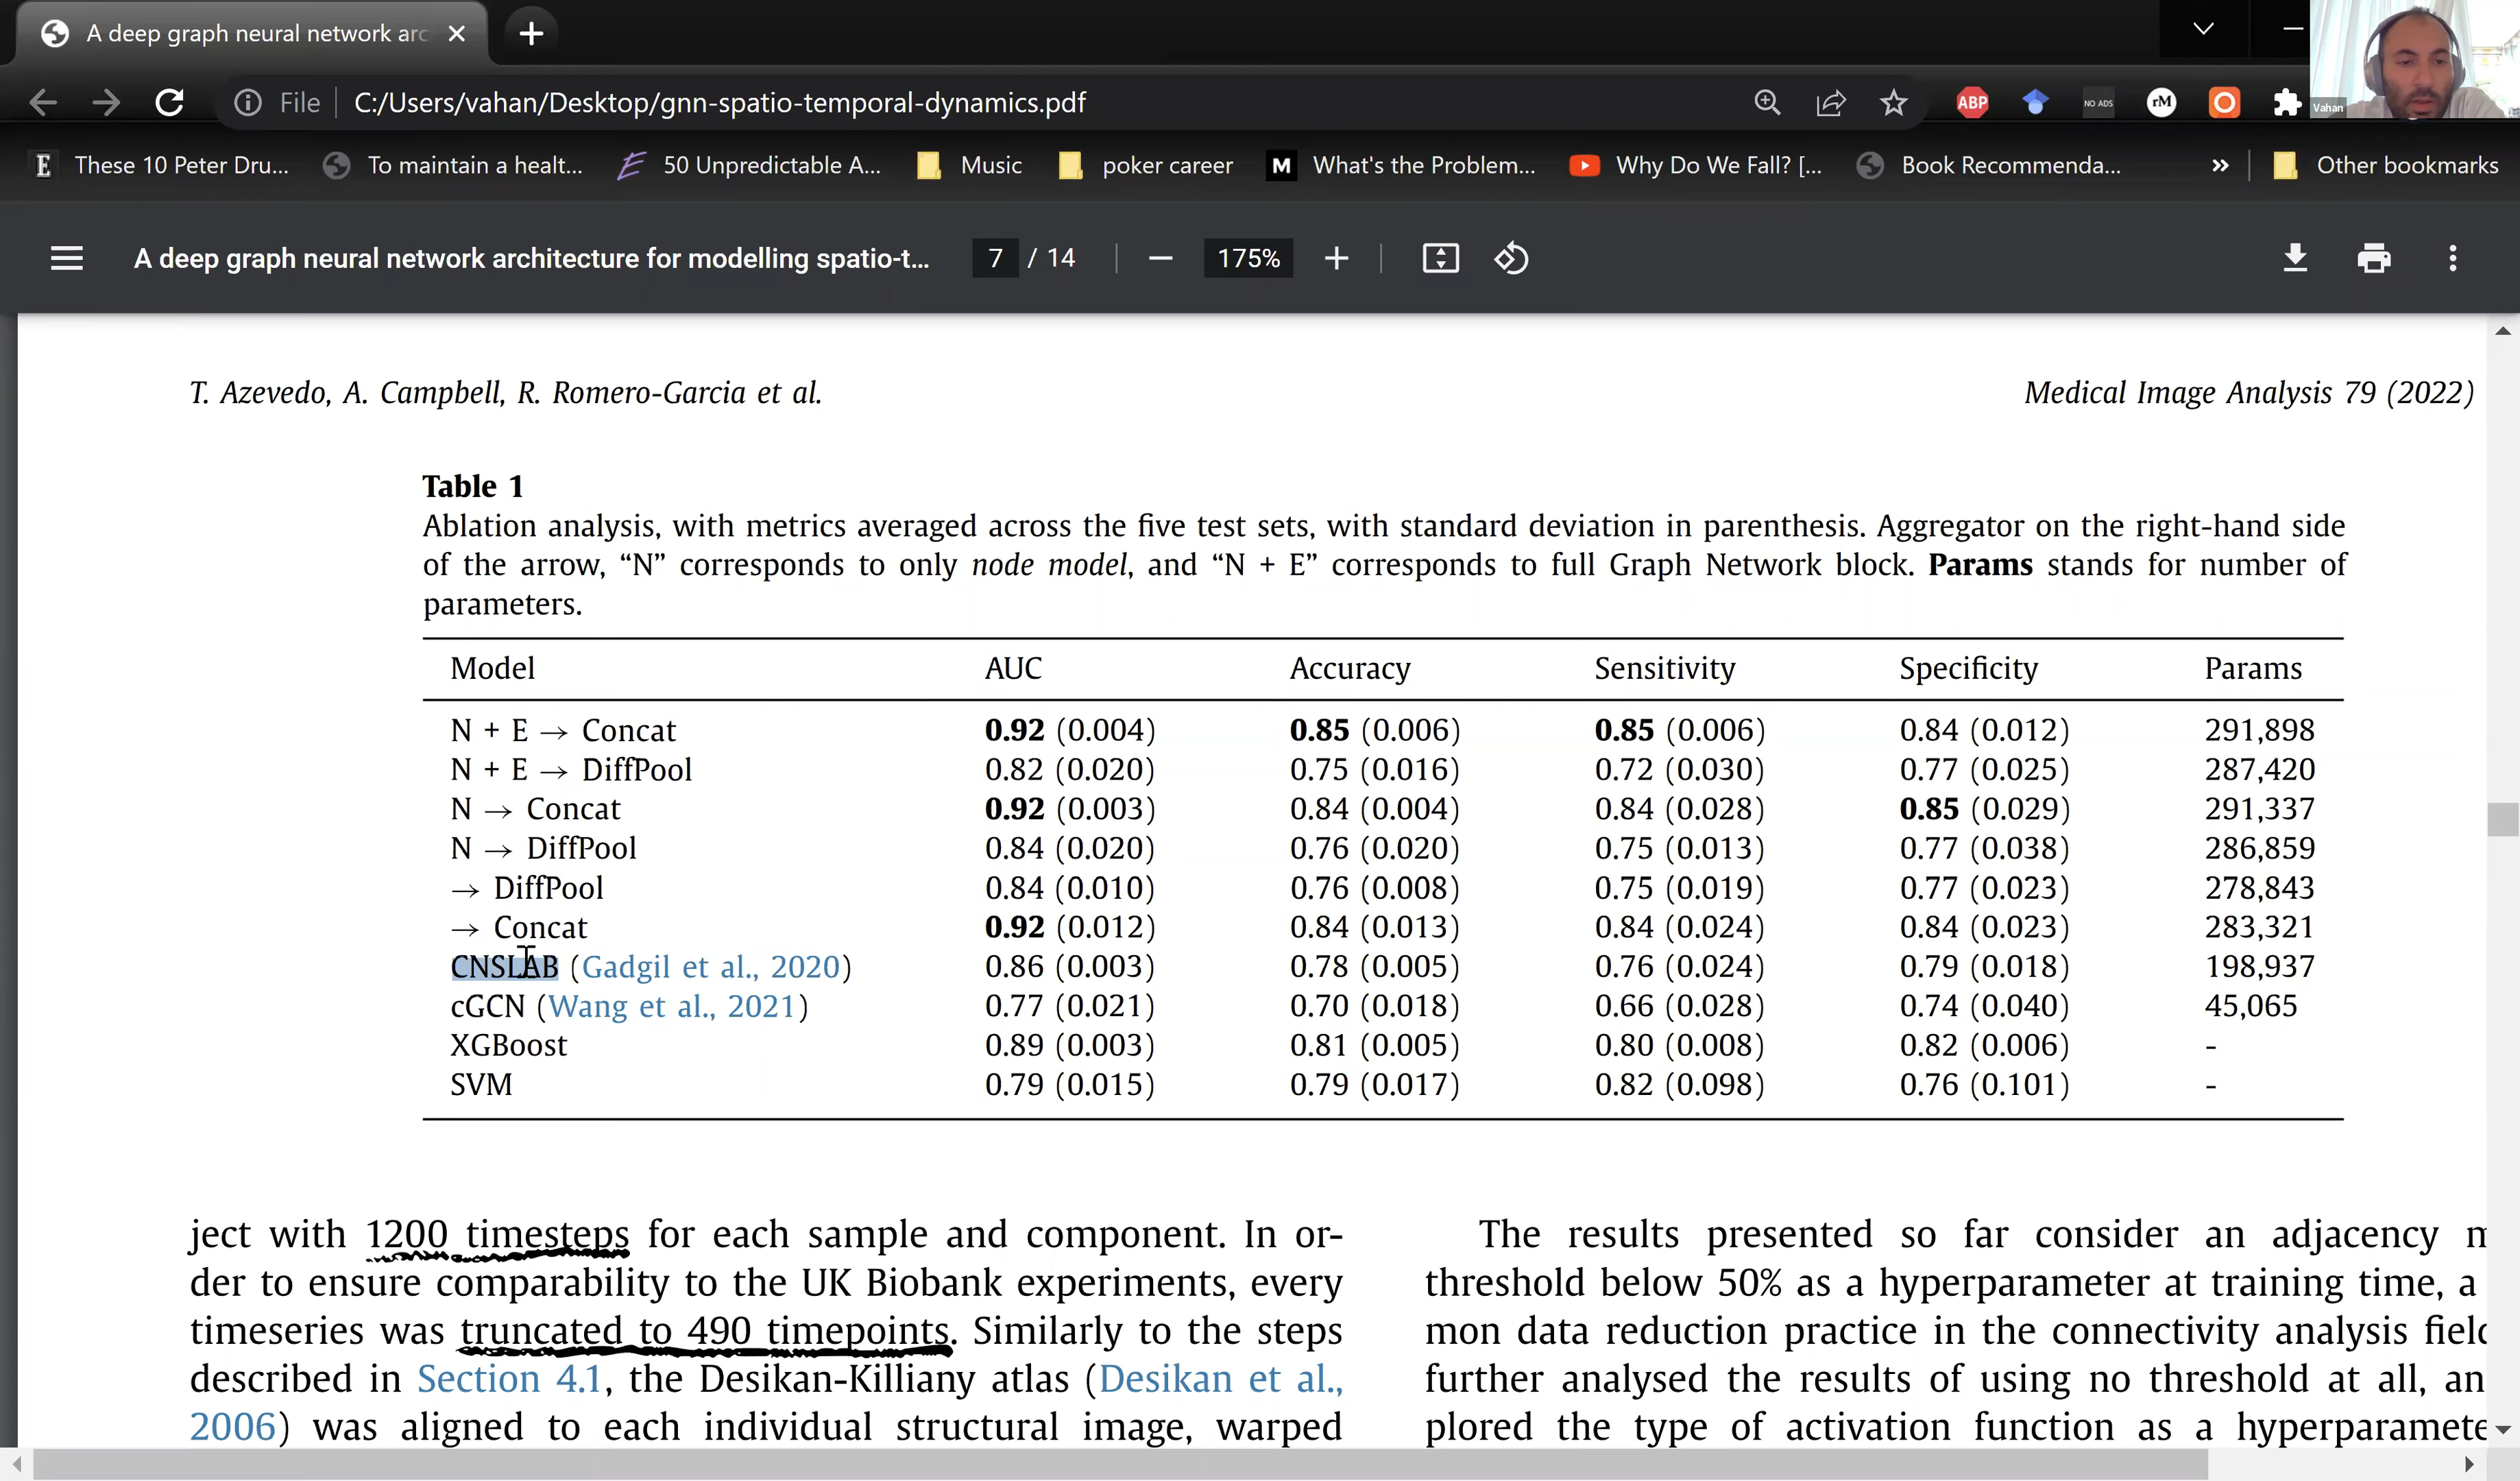 A deep graph neural network arc
File
C:/Users/vahan/Desktop/gnn-spatio-temporal-dynamics.pdf
ABP
NO ADS
rM
Vahan
E
These 10 Peter Dru...
To maintain a healt...
50 Unpredictable A...
Music
poker career
M
What's the Problem...
Why Do We Fall? [...
Book Recommenda...
»
Other bookmarks
A deep graph neural network architecture for modelling spatio-t...
7 / 14
175%
T. Azevedo, A. Campbell, R. Romero-Garcia et al.
Medical Image Analysis 79 (2022)
Table 1
Ablation analysis, with metrics averaged across the five test sets, with standard deviation in parenthesis. Aggregator on the right-hand side
of the arrow, “N” corresponds to only node model, and “N + E” corresponds to full Graph Network block. Params stands for number of
parameters.
Model AUC Accuracy Sensitivity Specificity Params
N + E → Concat 0.92 (0.004) 0.85 (0.006) 0.85 (0.006) 0.84 (0.012) 291,898
N + E → DiffPool 0.82 (0.020) 0.75 (0.016) 0.72 (0.030) 0.77 (0.025) 287,420
N → Concat 0.92 (0.003) 0.84 (0.004) 0.84 (0.028) 0.85 (0.029) 291,337
N → DiffPool 0.84 (0.020) 0.76 (0.020) 0.75 (0.013) 0.77 (0.038) 286,859
→ DiffPool 0.84 (0.010) 0.76 (0.008) 0.75 (0.019) 0.77 (0.023) 278,843
→ Concat 0.92 (0.012) 0.84 (0.013) 0.84 (0.024) 0.84 (0.023) 283,321
CNSLAB (Gadgil et al., 2020) 0.86 (0.003) 0.78 (0.005) 0.76 (0.024) 0.79 (0.018) 198,937
cGCN (Wang et al., 2021) 0.77 (0.021) 0.70 (0.018) 0.66 (0.028) 0.74 (0.040) 45,065
XGBoost 0.89 (0.003) 0.81 (0.005) 0.80 (0.008) 0.82 (0.006) -
SVM 0.79 (0.015) 0.79 (0.017) 0.82 (0.098) 0.76 (0.101) -
ject with 1200 timesteps for each sample and component. In or-
der to ensure comparability to the UK Biobank experiments, every
timeseries was truncated to 490 timepoints. Similarly to the steps
described in Section 4.1, the Desikan-Killiany atlas (Desikan et al.,
2006) was aligned to each individual structural image, warped
The results presented so far consider an adjacency m
threshold below 50% as a hyperparameter at training time, a
mon data reduction practice in the connectivity analysis field
further analysed the results of using no threshold at all, an
plored the type of activation function as a hyperparamete